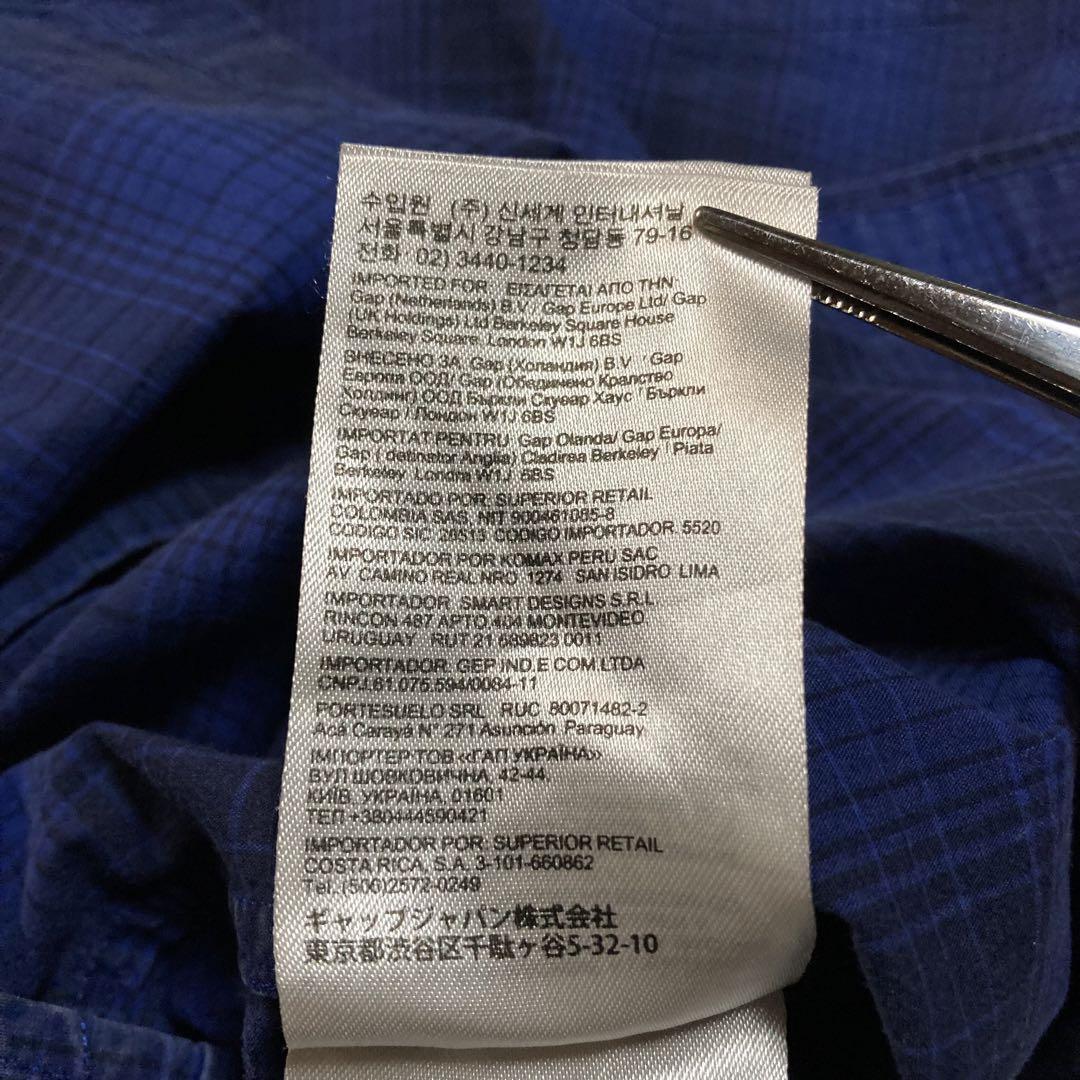 수입원 (주) 신세계 인터내셔날
서울특별시 강남구 청담동 79-16
전화 02) 3440-1234
IMPORTED FOR ΕΙΣΑΓΕΤΑΙ ΑΠΟ ΤΗΝ
Gap (Netherlands) B.V Gap Europe Ltd/ Gap
(UK Holdings) Ltd Berkeley Square House
Berkeley Square London W1J 6BS
ВНЕСЕНО ЗА Gap (Холандия) B.V Gap
Европа ООД/ Gap (Обединено Кралство
Холдинг) ООД Бъркли Скуеар Хаус Бъркли
Скуеар Лондон W1J 6BS
IMPORTAT PENTRU Gap Olanda/ Gap Europa/
Gap ( detinator Anglia) Cladirea Berkeley Piata
Berkeley Londra W1J 6BS
IMPORTADO POR: SUPERIOR RETAIL
COLOMBIA SAS, NIT 900461085-8
CODIGO SIC 28513 CODIGO IMPORTADOR: 5520
IMPORTADO POR KOMAX PERU SAC
AV. CAMINO REAL NRO 1274 SAN ISIDRO LIMA
IMPORTADOR: SMART DESIGNS S.R.L
RINCON 487 APTO 404 MONTEVIDEO
URUGUAY RUT 21 689823 0011
IMPORTADOR: GEP IND.E COM LTDA
CNPJ.61.075.594/0084-11
PORTESUELO SRL RUC 80071482-2
Acá Carayá N° 271 Asunción Paraguay
ІМПОРТЕР ТОВ «ГАП УКРАЇНА»
ВУЛ ШОВКОВИЧНА, 42-44,
КИЇВ, УКРАЇНА, 01601
ТЕЛ +380444590421
IMPORTADOR POR: SUPERIOR RETAIL
COSTA RICA, S.A. 3-101-660862
Tel. (506)2572-0249
ギャップジャパン株式会社
東京都渋谷区千駄ヶ谷5-32-10